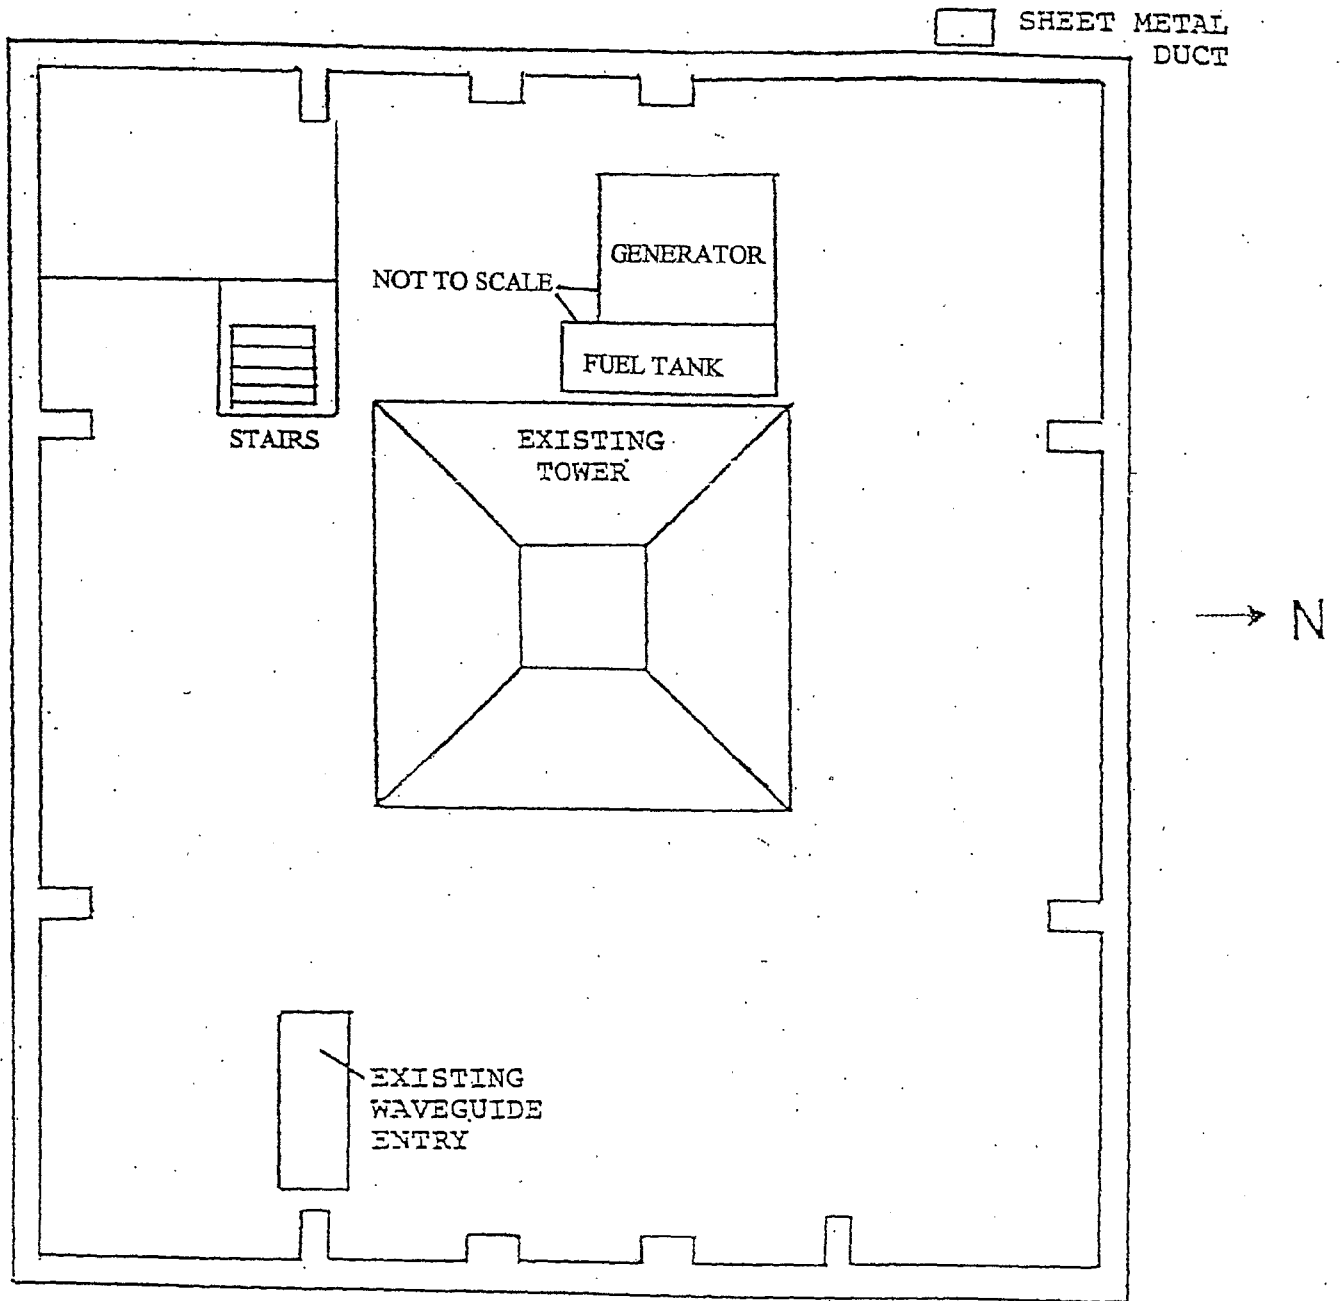 SHEET METAL
DUCT
GENERATOR
NOT TO SCALE
FUEL TANK
STAIRS
EXISTING
TOWER
N
EXISTING
WAVEGUIDE
ENTRY